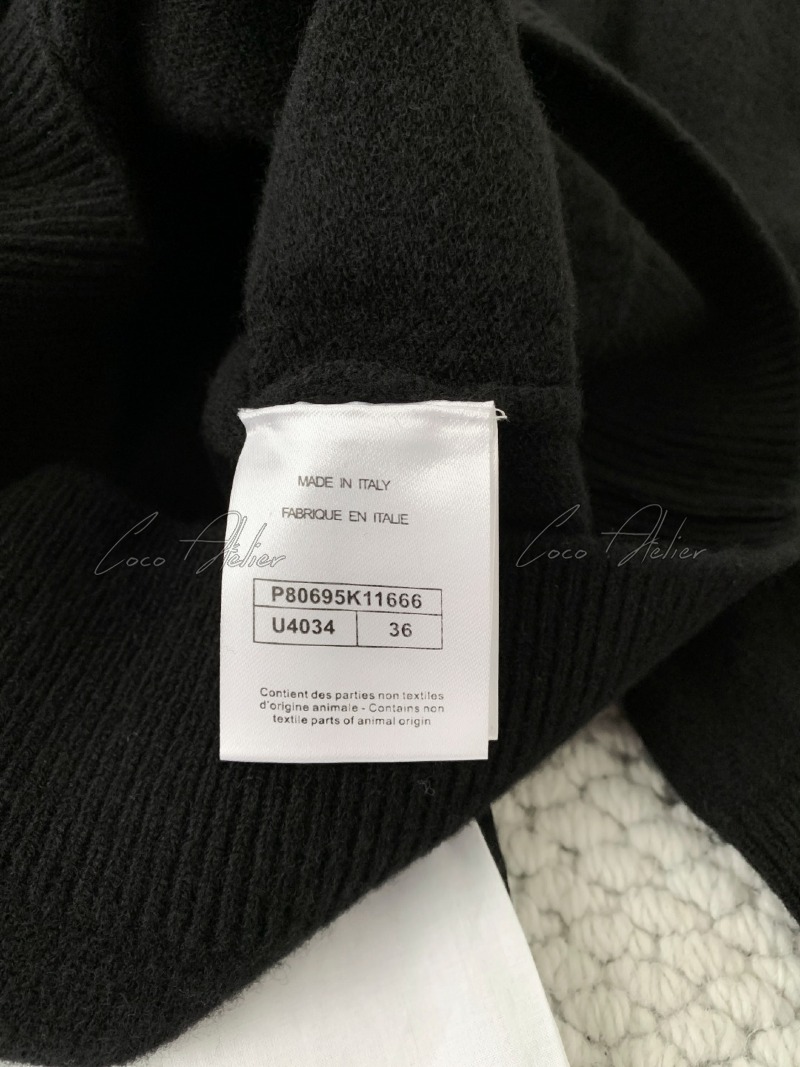 MADE IN ITALY
FABRIQUE EN ITALIE
Coco Atelier
Coco Atelier
P80695K11666
U4034 36
Contient des parties non textiles
d'origine animale - Contains non
textile parts of animal origin